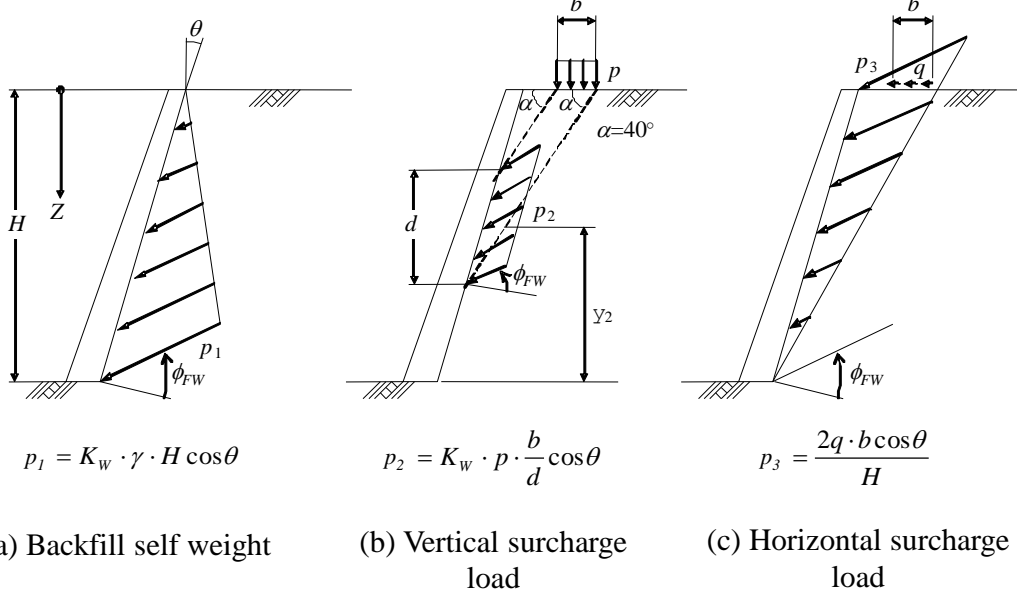 θ
Z
H
p1
ϕFW
p1 = KW · γ · H cosθ
a) Backfill self weight
b
p
α
α
α=40°
d
p2
ϕFW
y2
p2 = KW · p · b/d cosθ
(b) Vertical surcharge
load
b
p3
q
ϕFW
p3 = 2q · b cosθ / H
(c) Horizontal surcharge
load